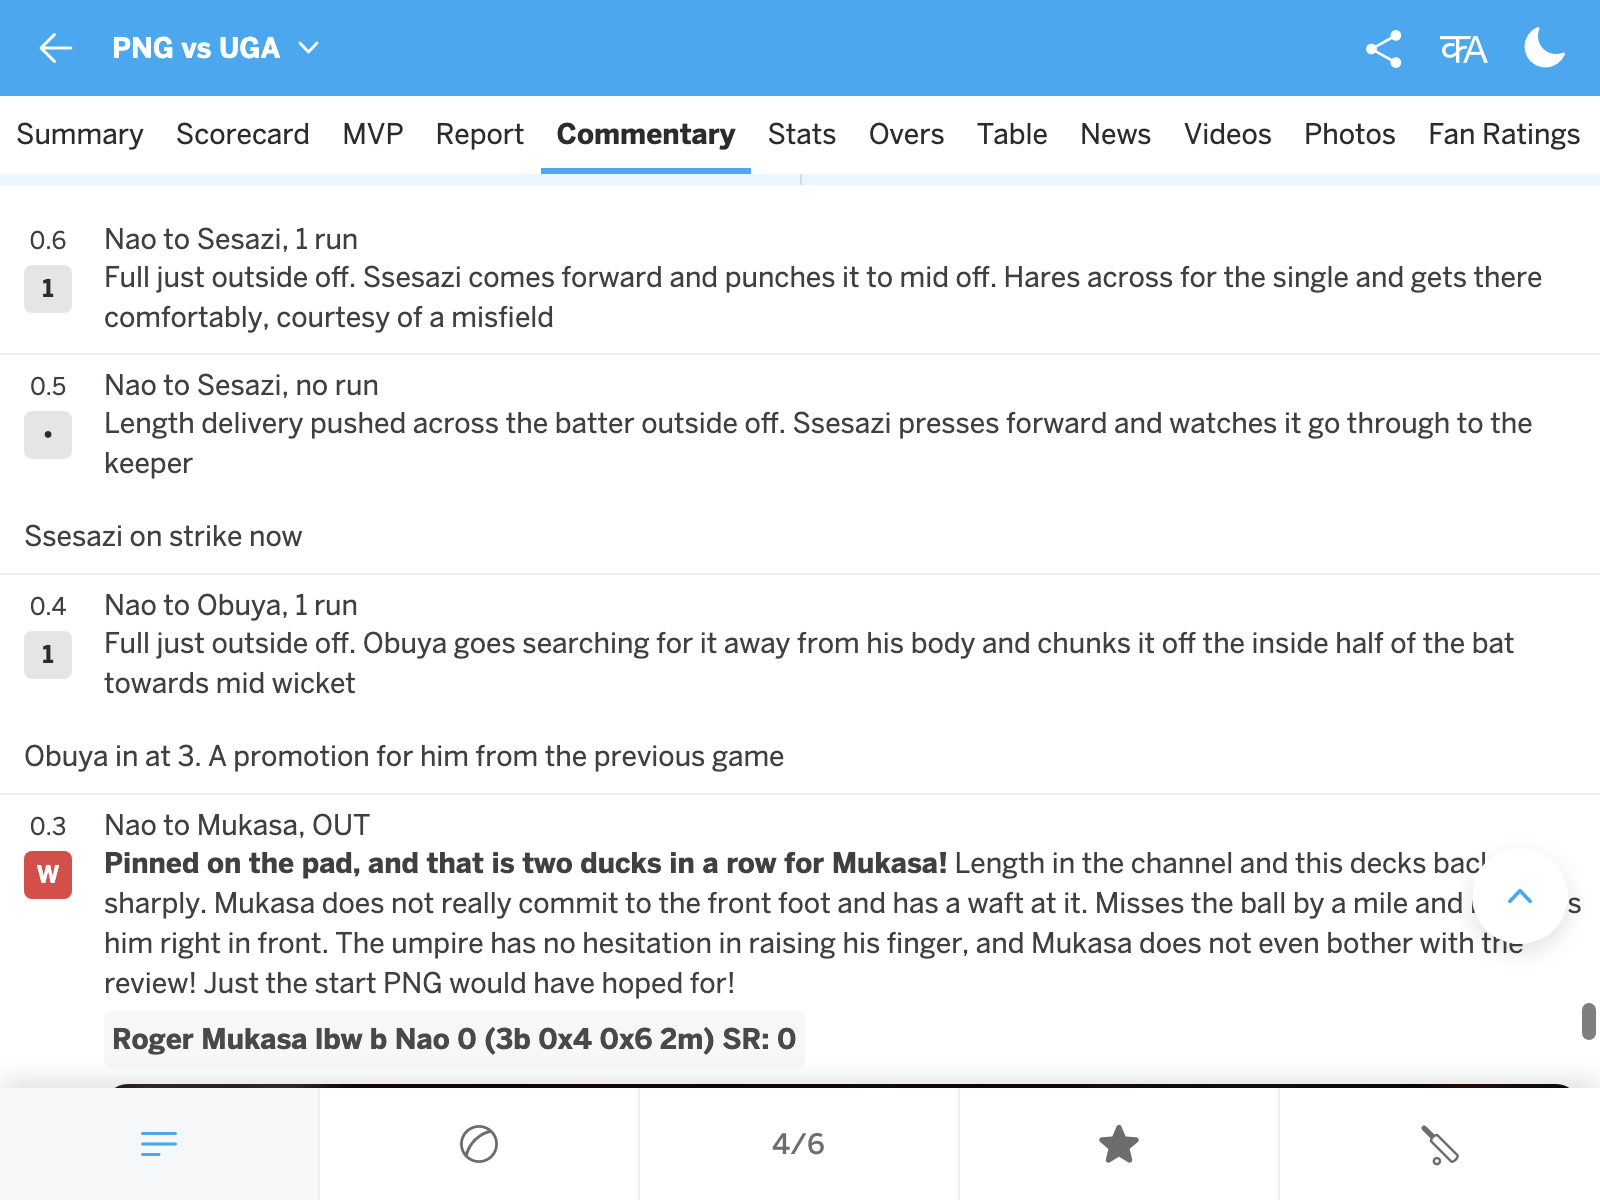 PNG vs UGA
Summary Scorecard MVP Report Commentary Stats Overs Table News Videos Photos Fan Ratings
0.6 Nao to Sesazi, 1 run
1 Full just outside off. Ssesazi comes forward and punches it to mid off. Hares across for the single and gets there
comfortably, courtesy of a misfield
0.5 Nao to Sesazi, no run
• Length delivery pushed across the batter outside off. Ssesazi presses forward and watches it go through to the
keeper
Ssesazi on strike now
0.4 Nao to Obuya, 1 run
1 Full just outside off. Obuya goes searching for it away from his body and chunks it off the inside half of the bat
towards mid wicket
Obuya in at 3. A promotion for him from the previous game
0.3 Nao to Mukasa, OUT
W Pinned on the pad, and that is two ducks in a row for Mukasa! Length in the channel and this decks back
sharply. Mukasa does not really commit to the front foot and has a waft at it. Misses the ball by a mile and
him right in front. The umpire has no hesitation in raising his finger, and Mukasa does not even bother with the
review! Just the start PNG would have hoped for!
Roger Mukasa lbw b Nao 0 (3b 0x4 0x6 2m) SR: 0
4/6